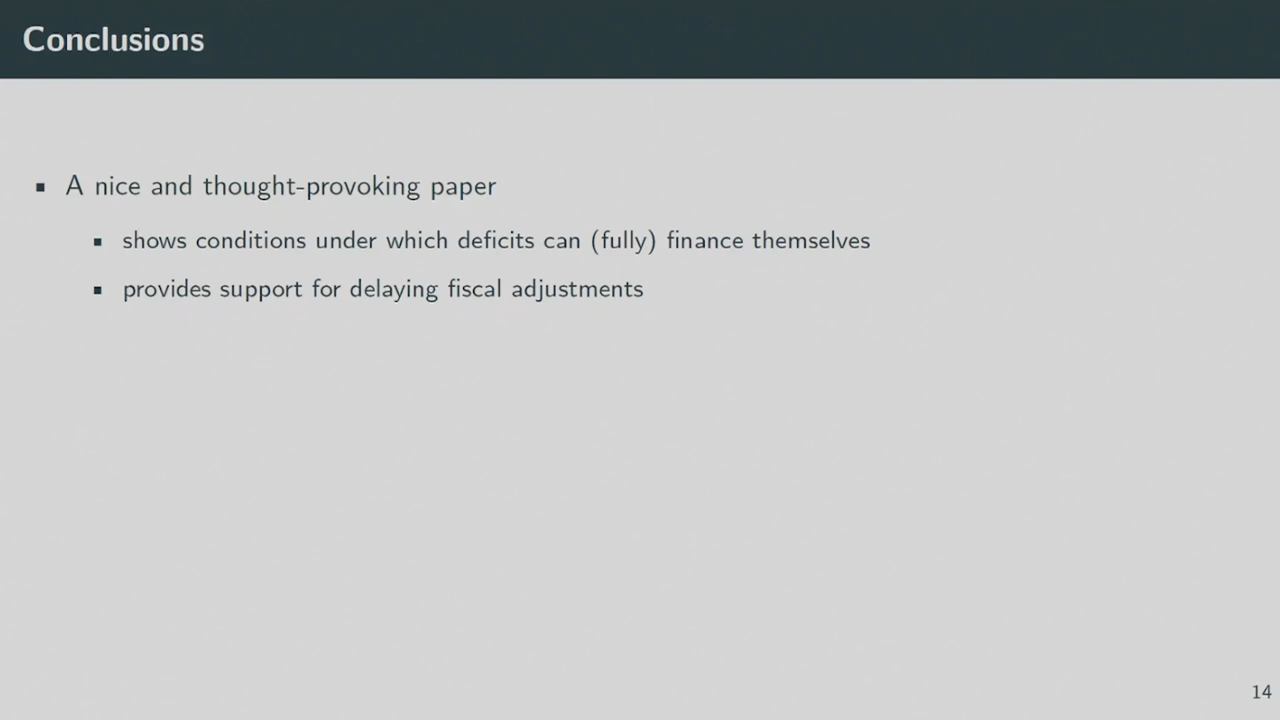 Conclusions
A nice and thought-provoking paper
shows conditions under which deficits can (fully) finance themselves
provides support for delaying fiscal adjustments
14